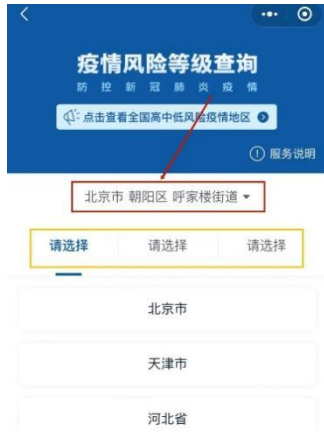 疫情风险等级查询
防控新冠肺炎疫情
点击查看全国高中低风险疫情地区
服务说明
北京市 朝阳区 呼家楼街道
请选择 请选择 请选择
北京市
天津市
河北省